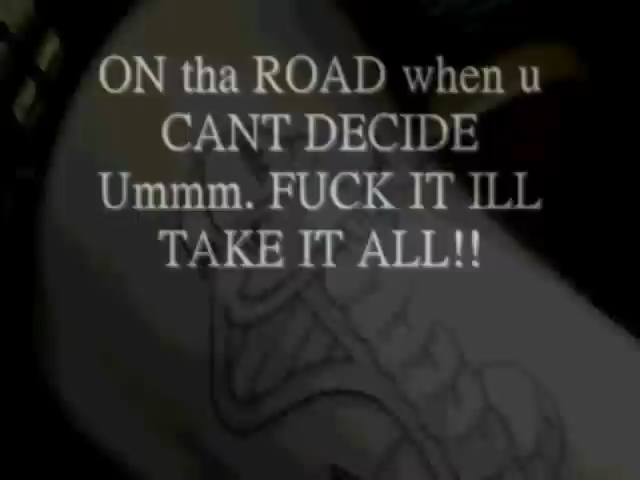 ON tha ROAD when u
CANT DECIDE
Ummm. FUCK IT ILL
TAKE IT ALL!!